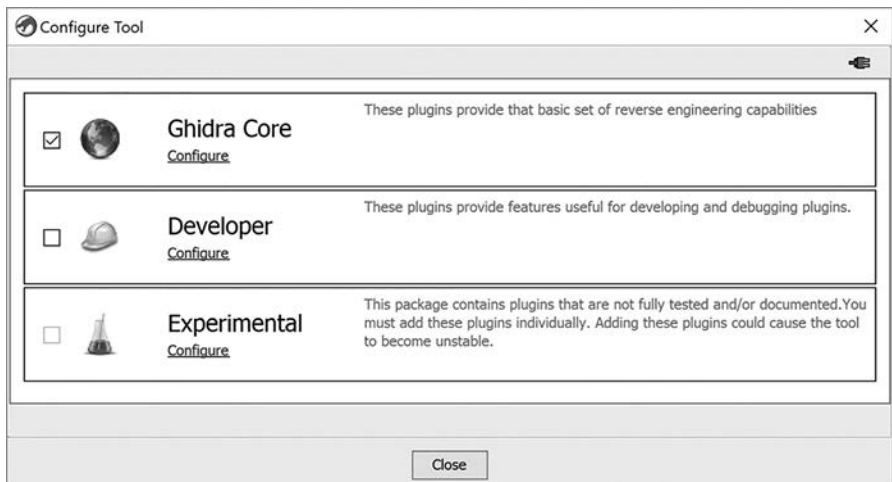 Configure Tool
Ghidra Core
Configure
These plugins provide that basic set of reverse engineering capabilities
Developer
Configure
These plugins provide features useful for developing and debugging plugins.
Experimental
Configure
This package contains plugins that are not fully tested and/or documented.You
must add these plugins individually. Adding these plugins could cause the tool
to become unstable.
Close